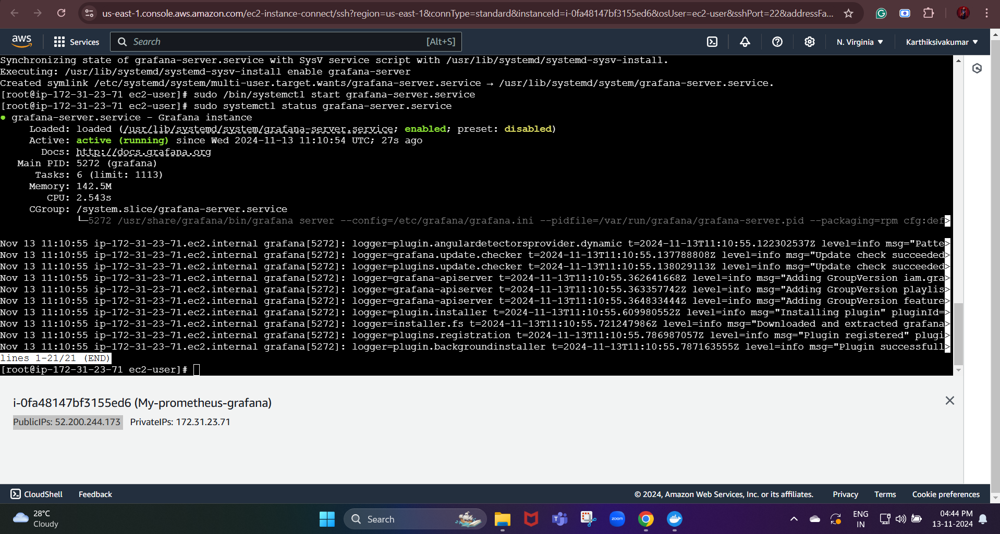 us-east-1.console.aws.amazon.com/ec2-instance-connect/ssh?region=us-east-1&connType=standard&instanceId=i-0fa48147bf3155ed6&osUser=ec2-user&sshPort=22&addressFa...
aws
Services
Search
[Alt+S]
N. Virginia
Karthiksivakumar
Synchronizing state of grafana-server.service with SysV service script with /usr/lib/systemd/systemd-sysv-install.
Executing: /usr/lib/systemd/systemd-sysv-install enable grafana-server
Created symlink /etc/systemd/system/multi-user.target.wants/grafana-server.service → /usr/lib/systemd/system/grafana-server.service.
[root@ip-172-31-23-71 ec2-user]# sudo /bin/systemctl start grafana-server.service
[root@ip-172-31-23-71 ec2-user]# sudo systemctl status grafana-server.service
● grafana-server.service - Grafana instance
Loaded: loaded (/usr/lib/systemd/system/grafana-server.service; enabled; preset: disabled)
Active: active (running) since Wed 2024-11-13 11:10:54 UTC; 27s ago
Docs: http://docs.grafana.org
Main PID: 5272 (grafana)
Tasks: 6 (limit: 1113)
Memory: 142.5M
CPU: 2.543s
CGroup: /system.slice/grafana-server.service
└─5272 /usr/share/grafana/bin/grafana server --config=/etc/grafana/grafana.ini --pidfile=/var/run/grafana/grafana-server.pid --packaging=rpm cfg:def>
Nov 13 11:10:55 ip-172-31-23-71.ec2.internal grafana[5272]: logger=plugin.angulardetectorsprovider.dynamic t=2024-11-13T11:10:55.122302537Z level=info msg="Patte>
Nov 13 11:10:55 ip-172-31-23-71.ec2.internal grafana[5272]: logger=grafana.update.checker t=2024-11-13T11:10:55.137788808Z level=info msg="Update check succeeded>
Nov 13 11:10:55 ip-172-31-23-71.ec2.internal grafana[5272]: logger=plugins.update.checker t=2024-11-13T11:10:55.138029113Z level=info msg="Update check succeeded>
Nov 13 11:10:55 ip-172-31-23-71.ec2.internal grafana[5272]: logger=grafana-apiserver t=2024-11-13T11:10:55.362641668Z level=info msg="Adding GroupVersion iam.gra>
Nov 13 11:10:55 ip-172-31-23-71.ec2.internal grafana[5272]: logger=grafana-apiserver t=2024-11-13T11:10:55.363357742Z level=info msg="Adding GroupVersion playlis>
Nov 13 11:10:55 ip-172-31-23-71.ec2.internal grafana[5272]: logger=grafana-apiserver t=2024-11-13T11:10:55.364833444Z level=info msg="Adding GroupVersion feature>
Nov 13 11:10:55 ip-172-31-23-71.ec2.internal grafana[5272]: logger=plugin.installer t=2024-11-13T11:10:55.609980552Z level=info msg="Installing plugin" pluginId=>
Nov 13 11:10:55 ip-172-31-23-71.ec2.internal grafana[5272]: logger=installer.fs t=2024-11-13T11:10:55.721247986Z level=info msg="Downloaded and extracted grafana>
Nov 13 11:10:55 ip-172-31-23-71.ec2.internal grafana[5272]: logger=plugins.registration t=2024-11-13T11:10:55.786987057Z level=info msg="Plugin registered" plugi>
Nov 13 11:10:55 ip-172-31-23-71.ec2.internal grafana[5272]: logger=plugin.backgroundinstaller t=2024-11-13T11:10:55.787163555Z level=info msg="Plugin successfull>
lines 1-21/21 (END)
[root@ip-172-31-23-71 ec2-user]#
i-0fa48147bf3155ed6 (My-prometheus-grafana)
PublicIPs: 52.200.244.173 PrivateIPs: 172.31.23.71
CloudShell
Feedback
© 2024, Amazon Web Services, Inc. or its affiliates.
Privacy
Terms
Cookie preferences
28°C
Cloudy
Search
zoom
ENG
IN
04:44 PM
13-11-2024